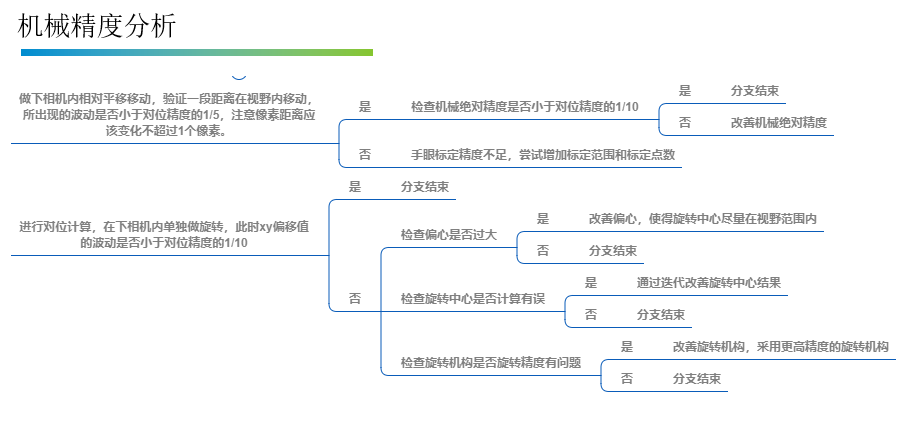 机械精度分析
做下相机内相对平移移动，验证一段距离在视野内移动，
所出现的波动是否小于对位精度的1/5，注意像素距离应
该变化不超过1个像素。
是
检查机械绝对精度是否小于对位精度的1/10
是
分支结束
否
改善机械绝对精度
否
手眼标定精度不足，尝试增加标定范围和标定点数
进行对位计算，在下相机内单独做旋转，此时xy偏移值
的波动是否小于对位精度的1/10
是
分支结束
否
检查偏心是否过大
是
改善偏心，使得旋转中心尽量在视野范围内
否
分支结束
检查旋转中心是否计算有误
是
通过迭代改善旋转中心结果
否
分支结束
检查旋转机构是否旋转精度有问题
是
改善旋转机构，采用更高精度的旋转机构
否
分支结束